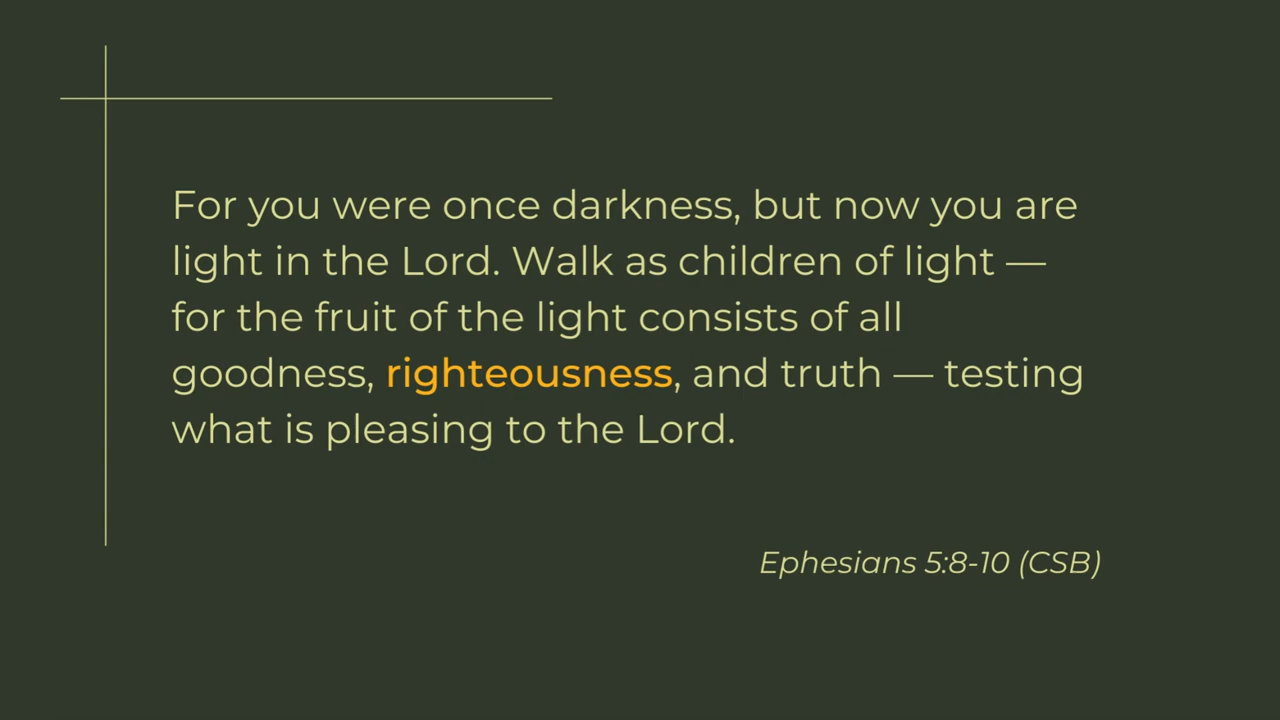 For you were once darkness, but now you are
light in the Lord. Walk as children of light —
for the fruit of the light consists of all
goodness, righteousness, and truth — testing
what is pleasing to the Lord.
Ephesians 5:8-10 (CSB)